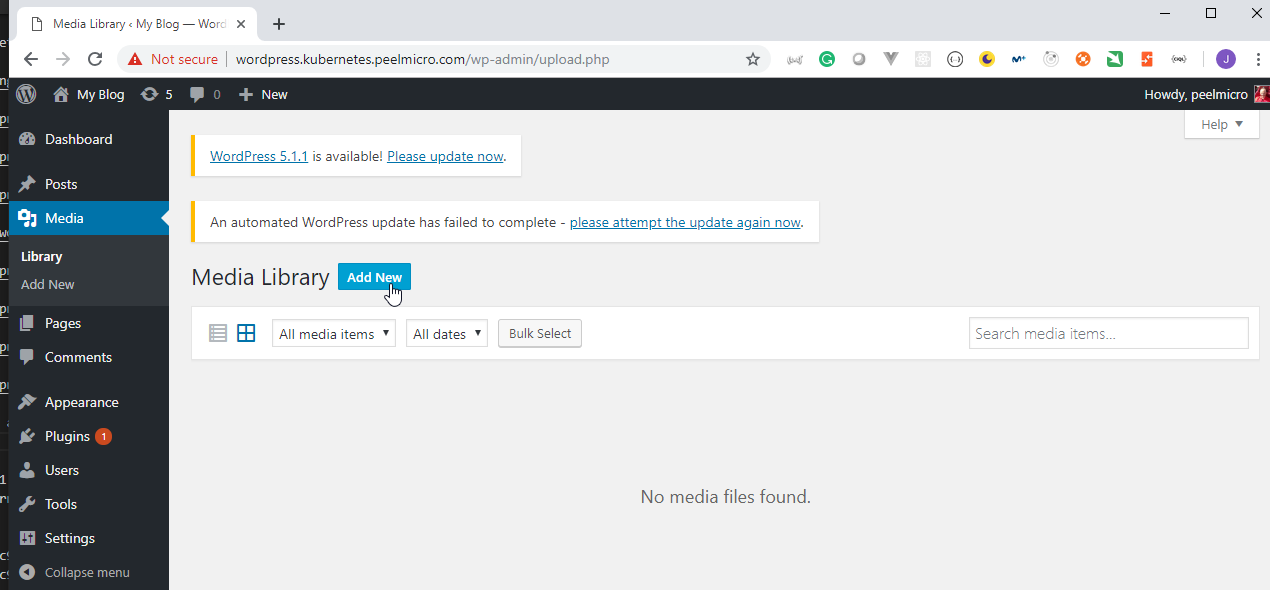 Media Library ‹ My Blog — Word
Not secure | wordpress.kubernetes.peelmicro.com/wp-admin/upload.php
J
My Blog 5 0 New Howdy, peelmicro
Help
Dashboard
Posts
Media
Library
Add New
Pages
Comments
Appearance
Plugins 1
Users
Tools
Settings
Collapse menu
WordPress 5.1.1 is available! Please update now.
An automated WordPress update has failed to complete - please attempt the update again now.
Media Library Add New
All media items All dates Bulk Select Search media items...
No media files found.